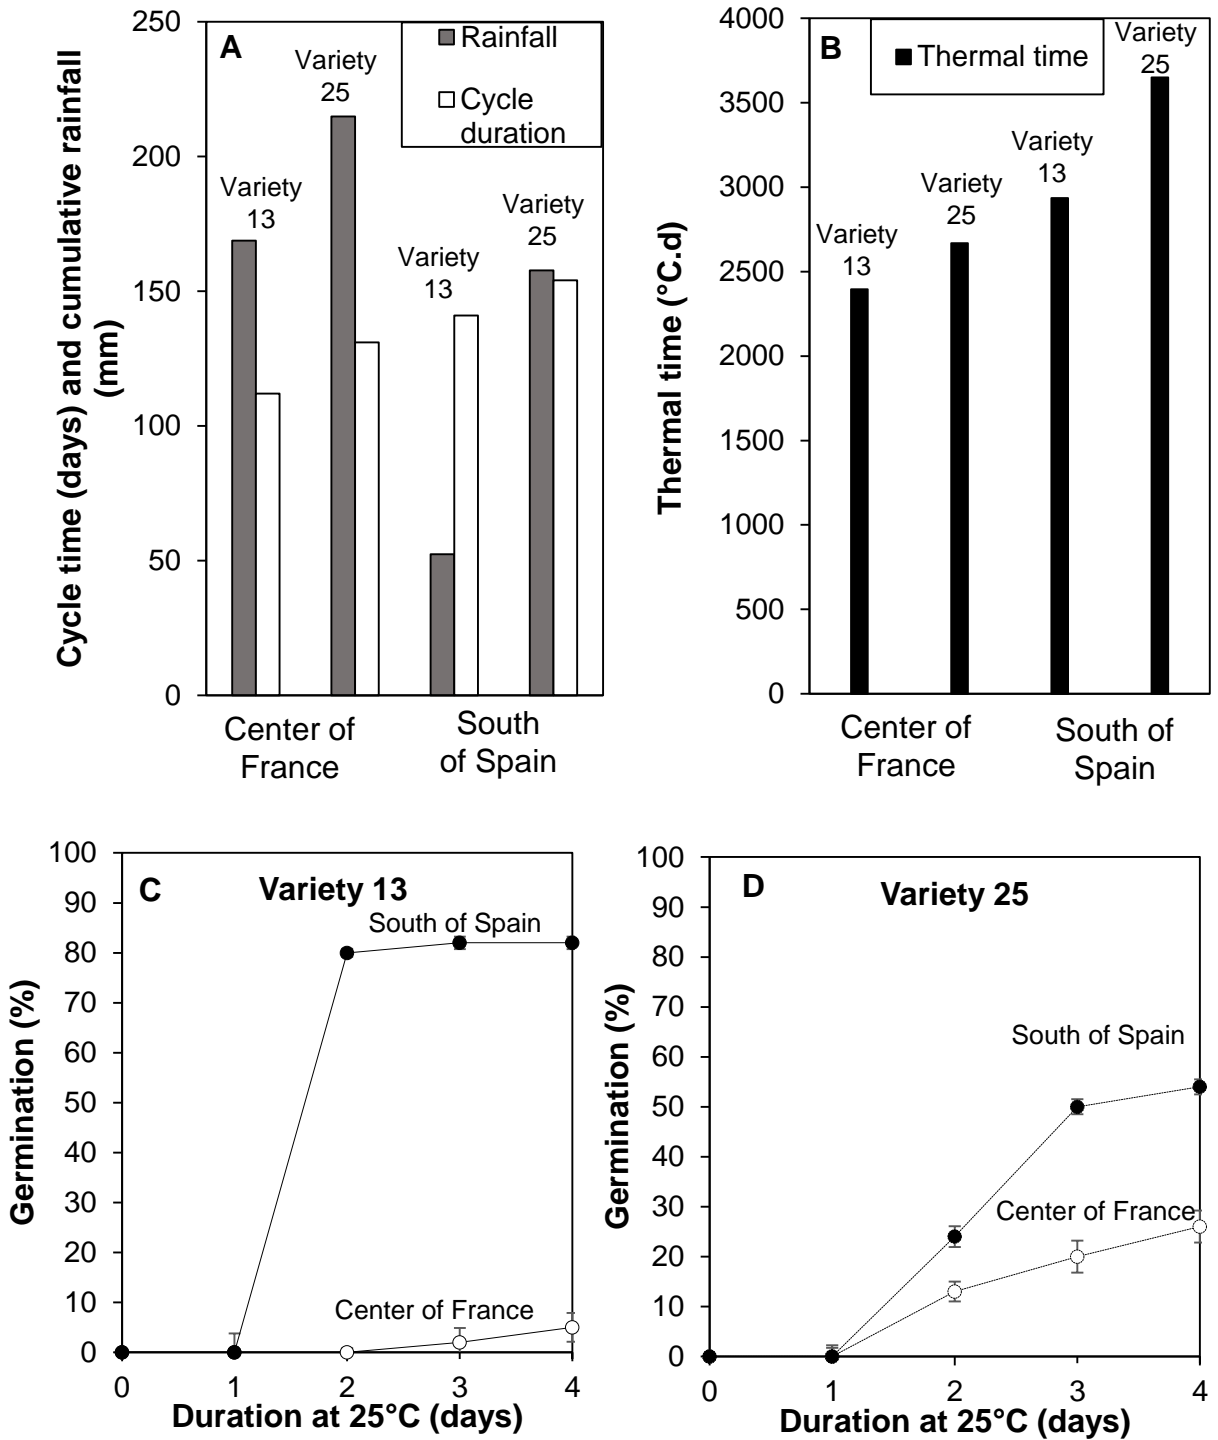 Cycle time (days) and cumulative rainfall
(mm)
250
200
150
100
50
0
A
Rainfall
Cycle
duration
Variety
13
Variety
25
Variety
13
Variety
25
Center of
France
South
of Spain
Thermal time (°C.d)
4000
3500
3000
2500
2000
1500
1000
500
0
B
Thermal time
Variety
13
Variety
25
Variety
13
Variety
25
Center of
France
South of
Spain
Germination (%)
100
90
80
70
60
50
40
30
20
10
0
C
Variety 13
South of Spain
Center of France
0 1 2 3 4
Duration at 25°C (days)
Germination (%)
100
90
80
70
60
50
40
30
20
10
0
D
Variety 25
South of Spain
Center of France
0 1 2 3 4
Duration at 25°C (days)